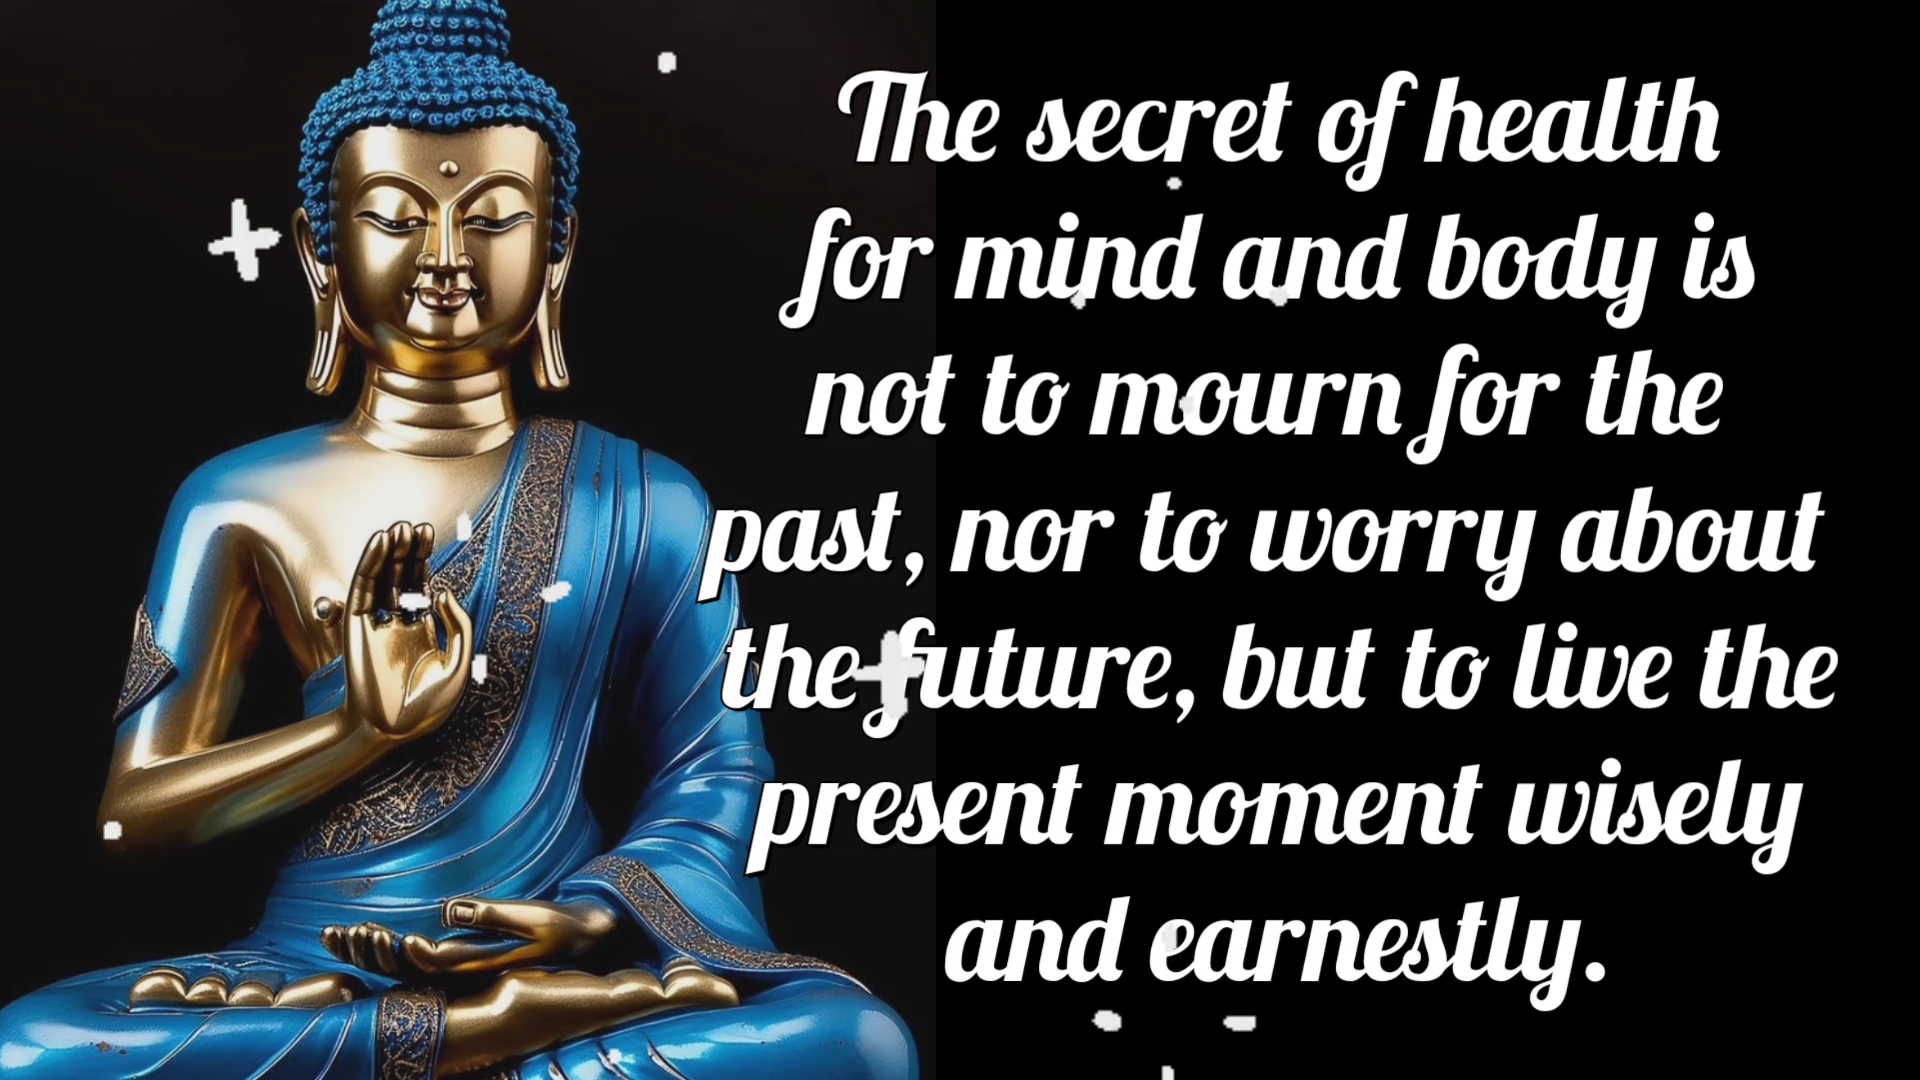 The secret of health
for mind and body is
not to mourn for the
past, nor to worry about
the future, but to live the
present moment wisely
and earnestly.